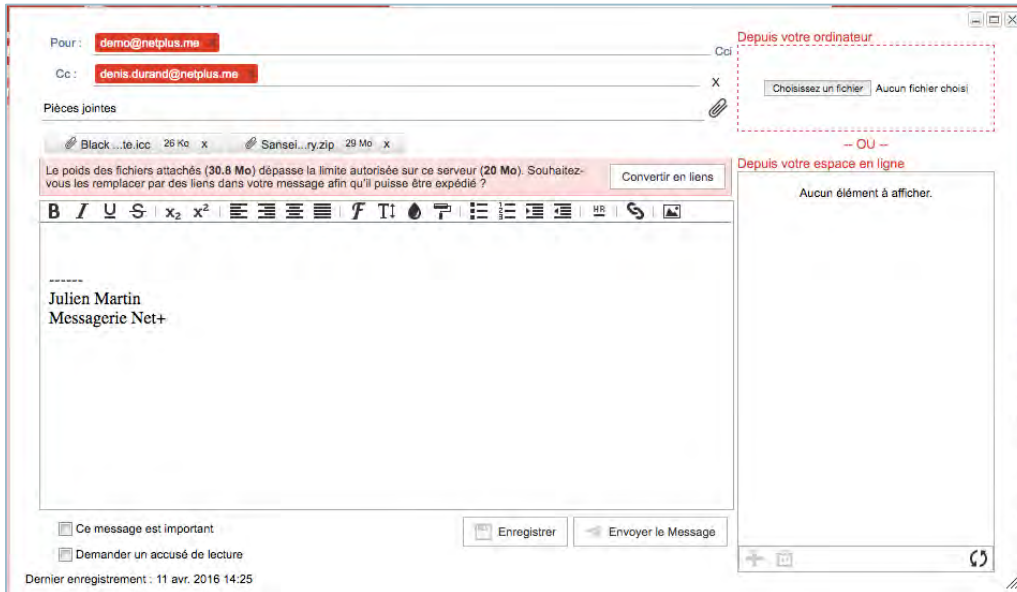 Pour :
demo@netplus.me
Cci
Cc :
denis.durand@netplus.me
x
Pièces jointes
Black ...te.icc 26 Ko x
Sansei...ry.zip 29 Mo x
Le poids des fichiers attachés (30.8 Mo) dépasse la limite autorisée sur ce serveur (20 Mo). Souhaitez-
vous les remplacer par des liens dans votre message afin qu'il puisse être expédié ?
Convertir en liens
B I U S x₂ x² F T HR
------
Julien Martin
Messagerie Net+
Ce message est important
Demander un accusé de lecture
Enregistrer
Envoyer le Message
Dernier enregistrement : 11 avr. 2016 14:25
Depuis votre ordinateur
Choisissez un fichier Aucun fichier choisi
-- OU --
Depuis votre espace en ligne
Aucun élément à afficher.